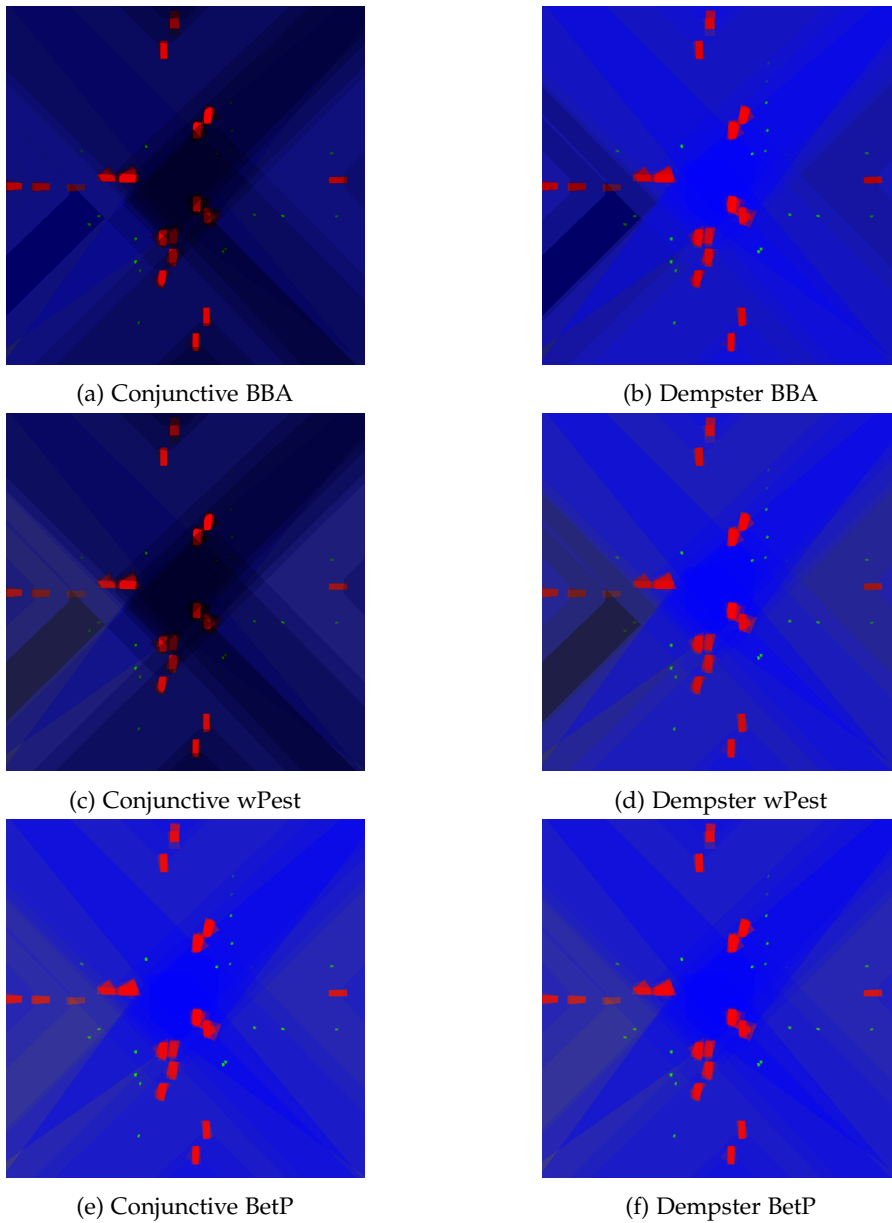 (a) Conjunctive BBA
(b) Dempster BBA
(c) Conjunctive wPest
(d) Dempster wPest
(e) Conjunctive BetP
(f) Dempster BetP